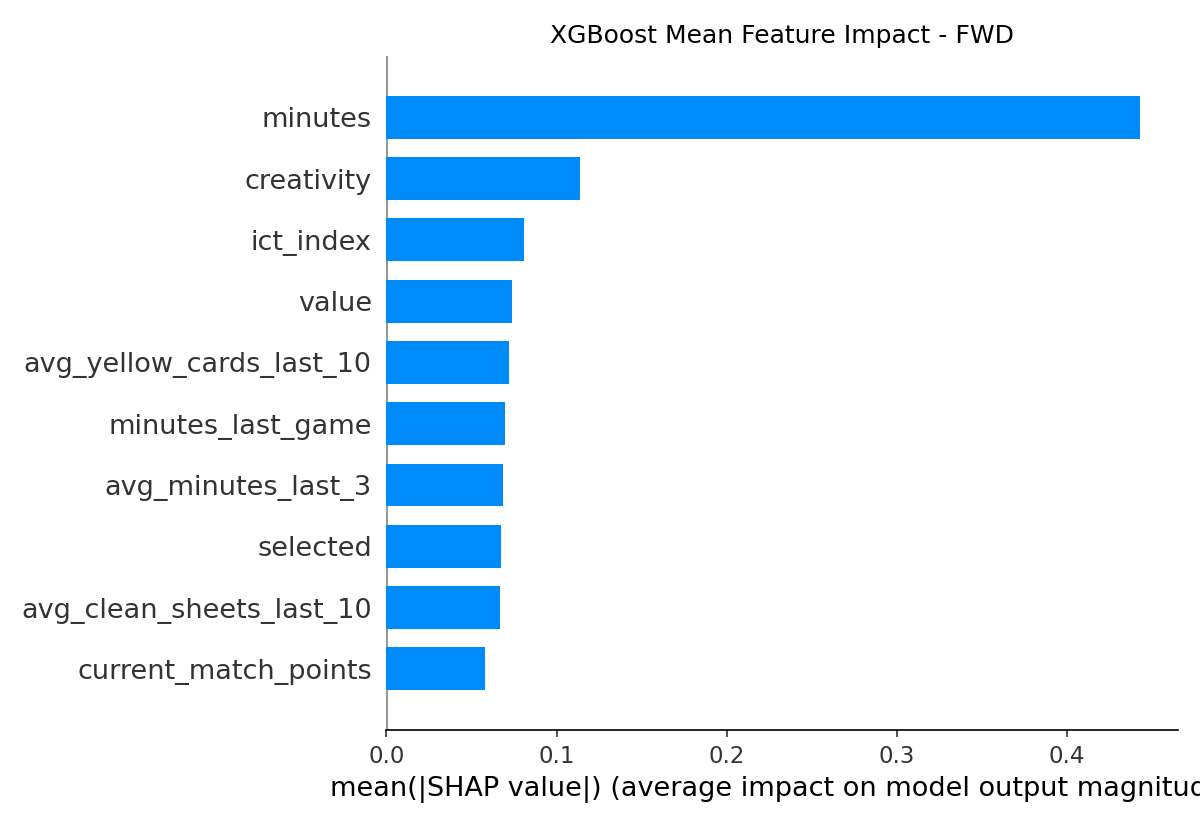 XGBoost Mean Feature Impact - FWD
minutes
creativity
ict_index
value
avg_yellow_cards_last_10
minutes_last_game
avg_minutes_last_3
selected
avg_clean_sheets_last_10
current_match_points
0.0 0.1 0.2 0.3 0.4
mean(|SHAP value|) (average impact on model output magnitud